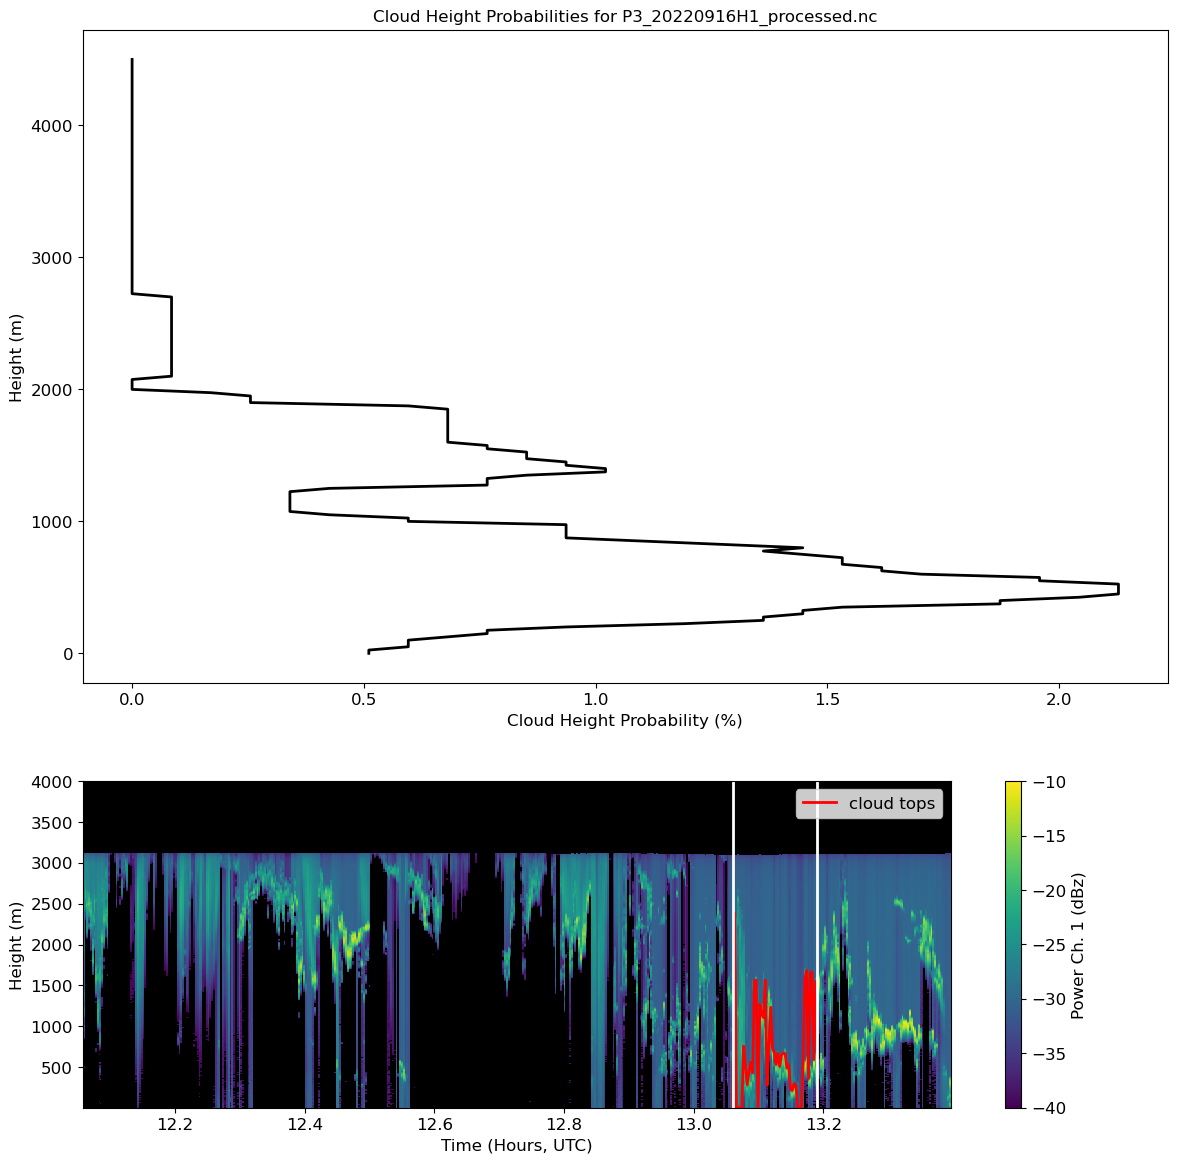 Cloud Height Probabilities for P3_20220916H1_processed.nc
Height (m)
4000
3000
2000
1000
0
0.0 0.5 1.0 1.5 2.0
Cloud Height Probability (%)
Height (m)
4000
3500
3000
2500
2000
1500
1000
500
cloud tops
12.2 12.4 12.6 12.8 13.0 13.2
Time (Hours, UTC)
−10
−15
−20
−25
−30
−35
−40
Power Ch. 1 (dBz)